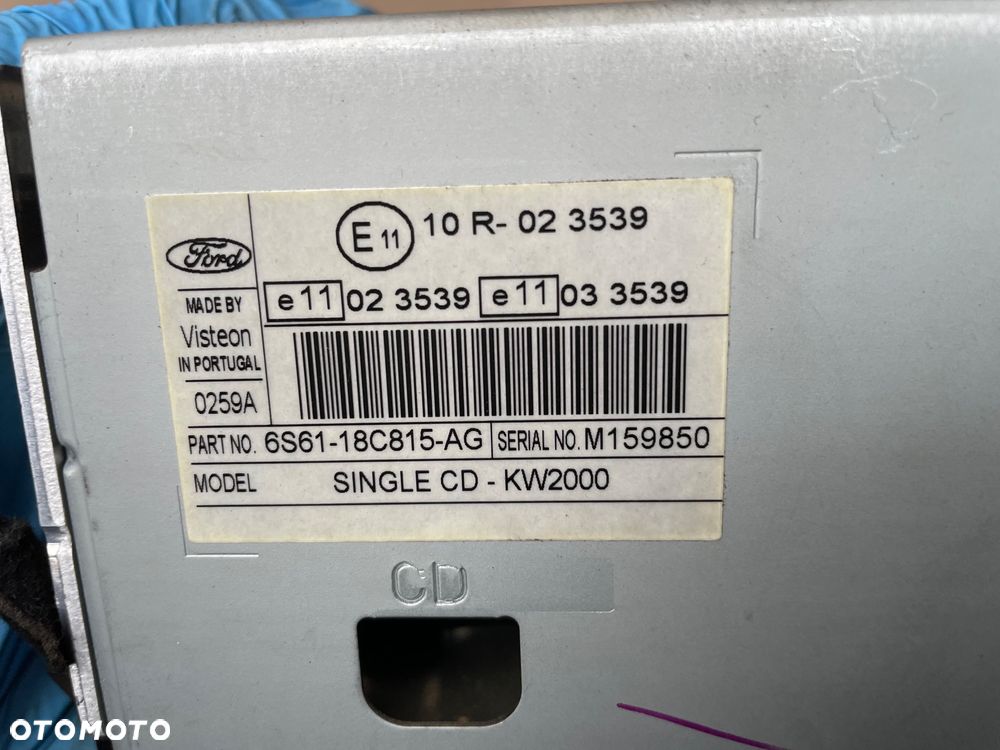 Ford
E 11 10 R- 02 3539
e11 02 3539 e11 03 3539
MADE BY
Visteon
IN PORTUGAL
0259A
PART NO. 6S61-18C815-AG SERIAL NO. M159850
MODEL SINGLE CD - KW2000
CD
OTOMOTO